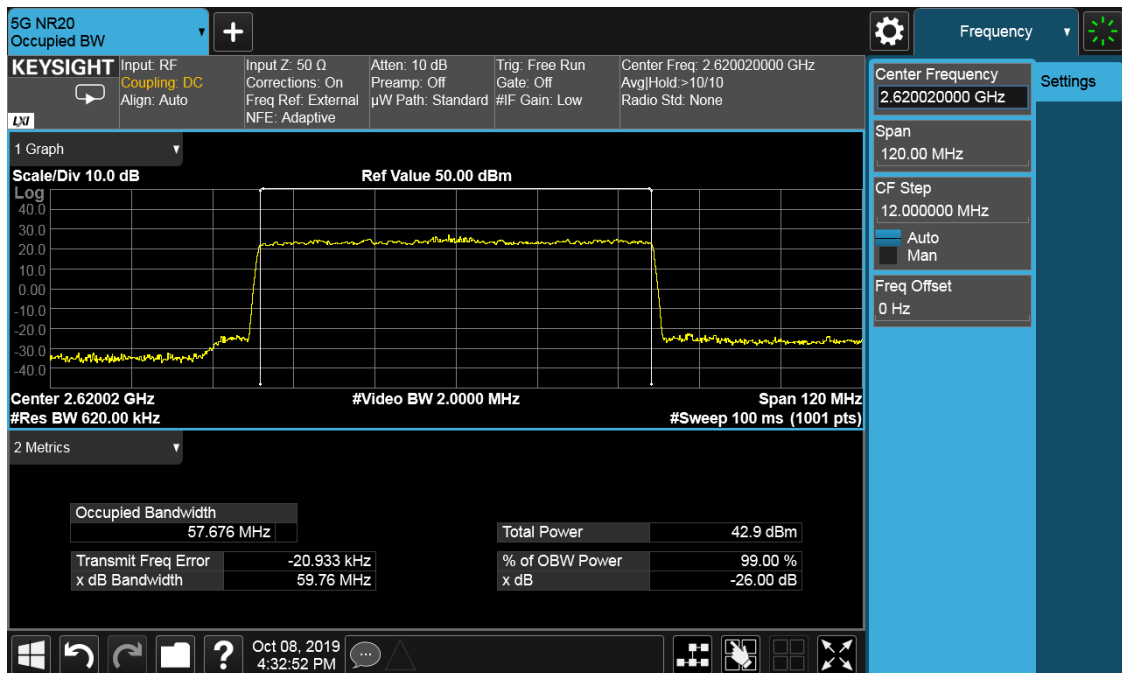 5G NR20
Occupied BW
+
Frequency
KEYSIGHT
LXI
Input: RF
Coupling: DC
Align: Auto
Input Z: 50 Ω
Corrections: On
Freq Ref: External
NFE: Adaptive
Atten: 10 dB
Preamp: Off
µW Path: Standard
Trig: Free Run
Gate: Off
#IF Gain: Low
Center Freq: 2.620020000 GHz
Avg|Hold:>10/10
Radio Std: None
Center Frequency
2.620020000 GHz
Settings
Span
120.00 MHz
CF Step
12.000000 MHz
Auto
Man
Freq Offset
0 Hz
1 Graph
Scale/Div 10.0 dB
Ref Value 50.00 dBm
Log
40.0
30.0
20.0
10.0
0.00
-10.0
-20.0
-30.0
-40.0
Center 2.62002 GHz
#Video BW 2.0000 MHz
Span 120 MHz
#Res BW 620.00 kHz
#Sweep 100 ms (1001 pts)
2 Metrics
Occupied Bandwidth
57.676 MHz
Total Power 42.9 dBm
Transmit Freq Error -20.933 kHz
% of OBW Power 99.00 %
x dB Bandwidth 59.76 MHz
x dB -26.00 dB
?
Oct 08, 2019
4:32:52 PM